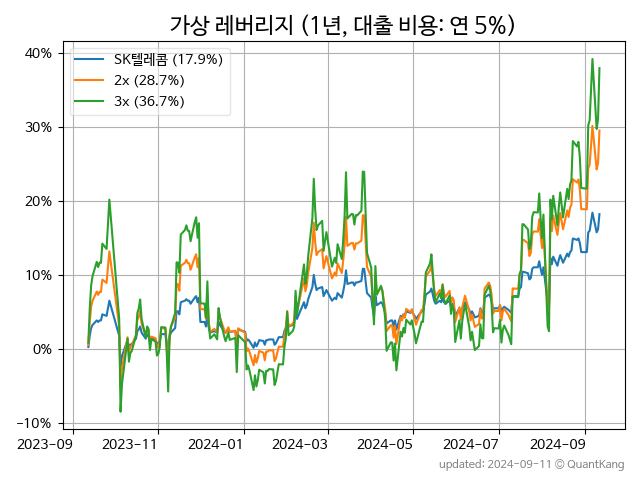 가상 레버리지 (1년, 대출 비용: 연 5%)
SK텔레콤 (17.9%)
2x (28.7%)
3x (36.7%)
40%
30%
20%
10%
0%
-10%
2023-09 2023-11 2024-01 2024-03 2024-05 2024-07 2024-09
updated: 2024-09-11 © QuantKang